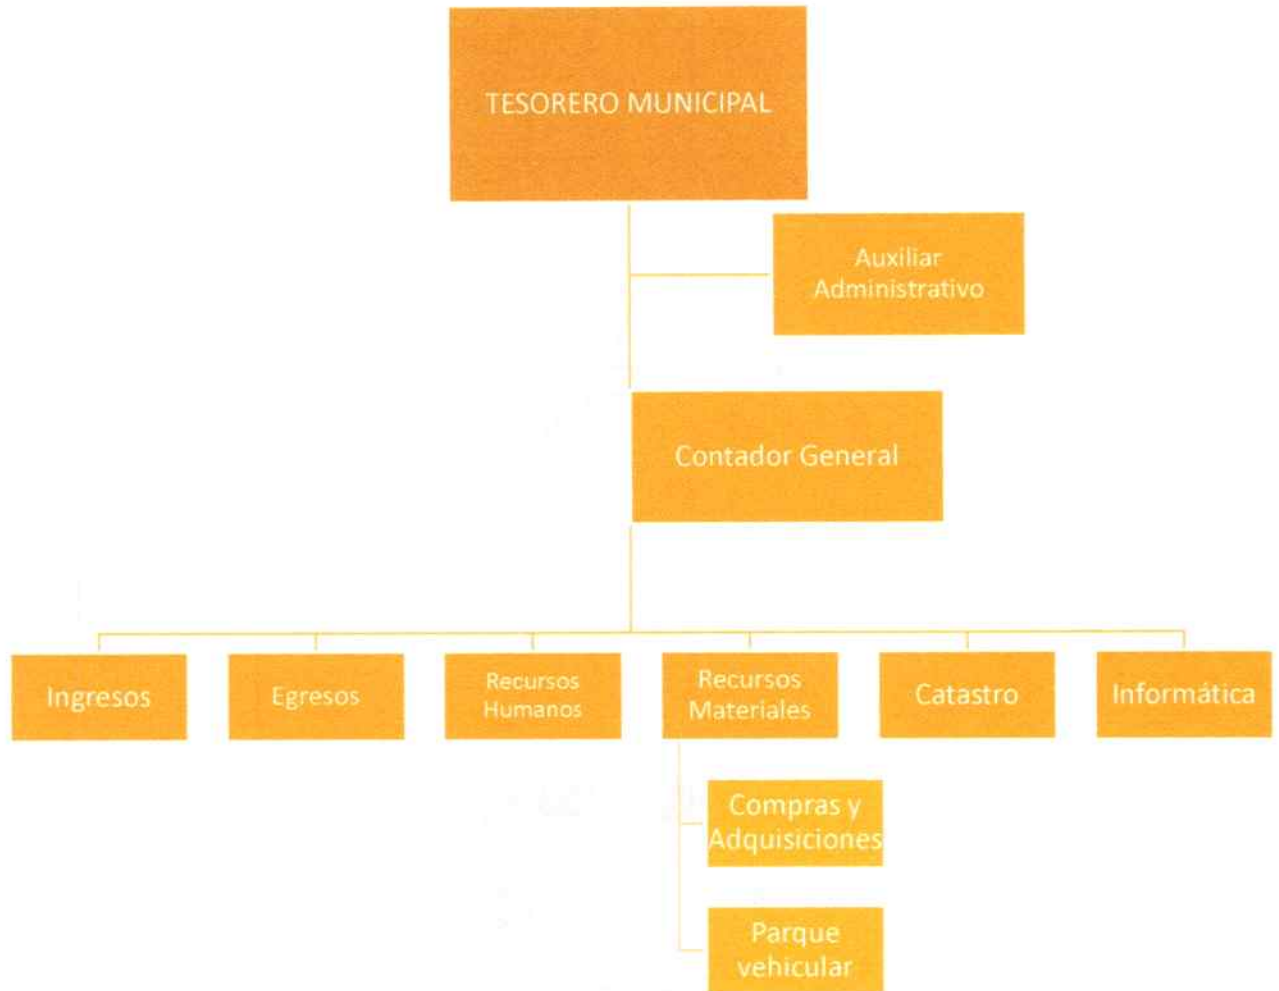 TESORERO MUNICIPAL
Auxiliar
Administrativo
Contador General
Ingresos
Egresos
Recursos
Humanos
Recursos
Materiales
Catastro
Informática
Compras y
Adquisiciones
Parque
vehicular